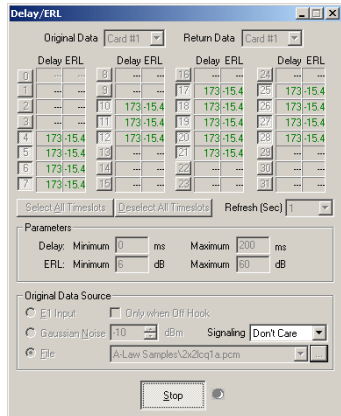 Delay/ERL
Original Data Card #1 Return Data Card #1
Delay ERL Delay ERL Delay ERL Delay ERL
0 --- --- 8 --- --- 16 --- --- 24 --- ---
1 --- --- 9 --- --- 17 173 -15.4 25 173 -15.4
2 --- --- 10 173 -15.4 18 173 -15.4 26 173 -15.4
3 --- --- 11 173 -15.4 19 173 -15.4 27 173 -15.4
4 173 -15.4 12 173 -15.4 20 173 -15.4 28 173 -15.4
5 173 -15.4 13 --- --- 21 173 -15.4 29 --- ---
6 173 -15.4 14 --- --- 22 --- --- 30 --- ---
7 173 -15.4 15 --- --- 23 --- --- 31 --- ---
Select All Timeslots Deselect All Timeslots Refresh (Sec) 1
Parameters
Delay: Minimum 0 ms Maximum 200 ms
ERL: Minimum 6 dB Maximum 60 dB
Original Data Source
E1 Input Only when Off Hook
Gaussian Noise -10 dBm Signaling Don't Care
File A-Law Samples\2x2lcq1a.pcm ...
Stop